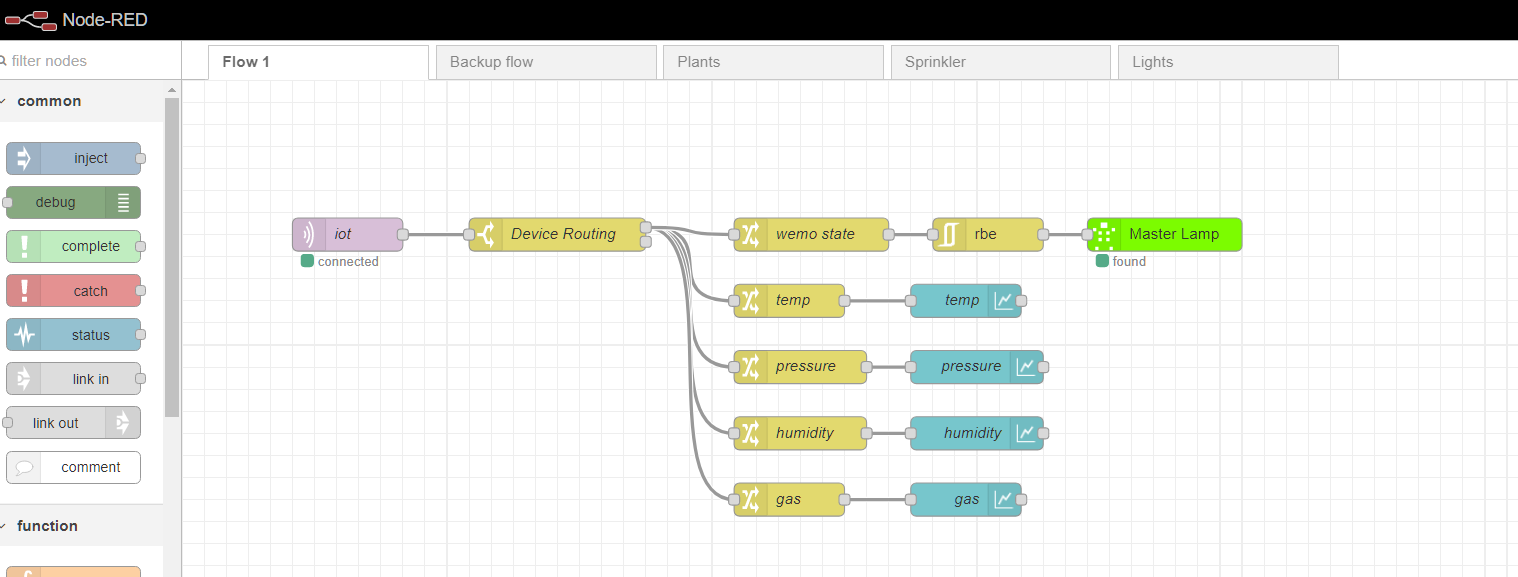 Node-RED
filter nodes
Flow 1
Backup flow
Plants
Sprinkler
Lights
common
inject
debug
complete
catch
status
link in
link out
comment
function
iot
connected
Device Routing
wemo state
rbe
Master Lamp
found
temp
temp
pressure
pressure
humidity
humidity
gas
gas